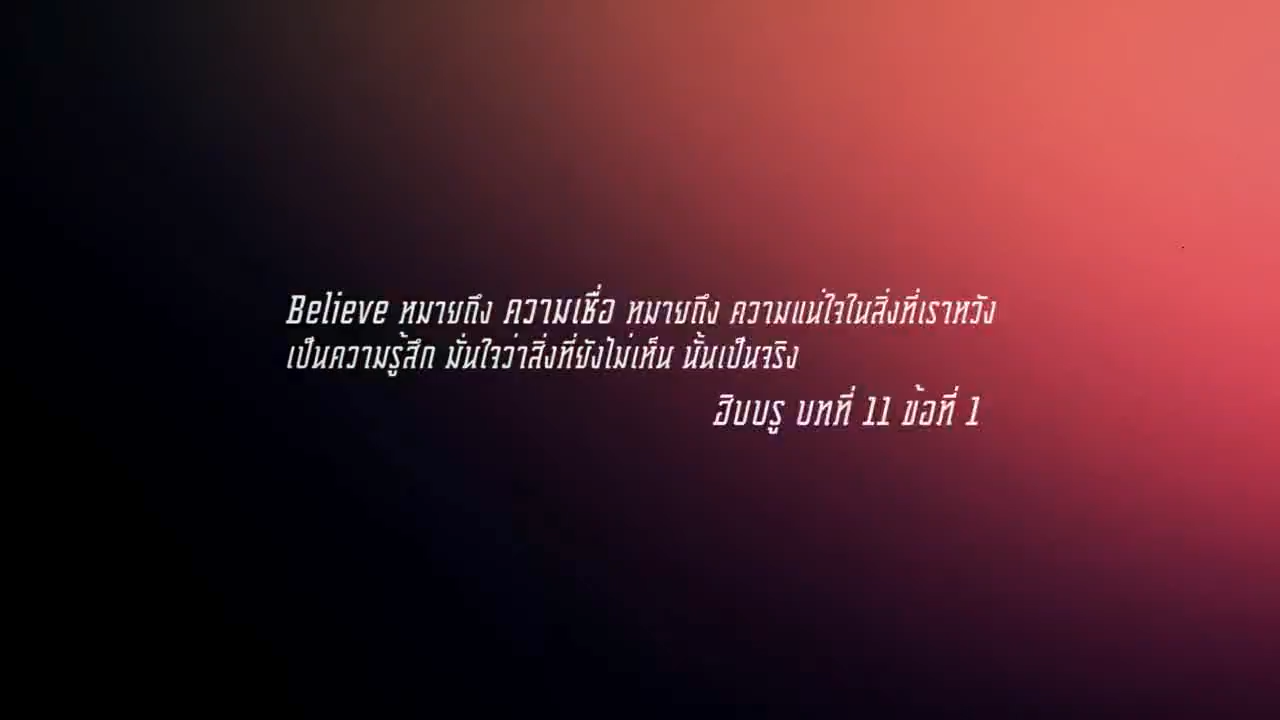 Believe หมายถึง ความเชื่อ หมายถึง ความแน่ใจในสิ่งที่เราหวัง
เป็นความรู้สึก มั่นใจว่าสิ่งที่ยังไม่เห็น นั้นเป็นจริง
ฮิบบรู บทที่ 11 ข้อที่ 1